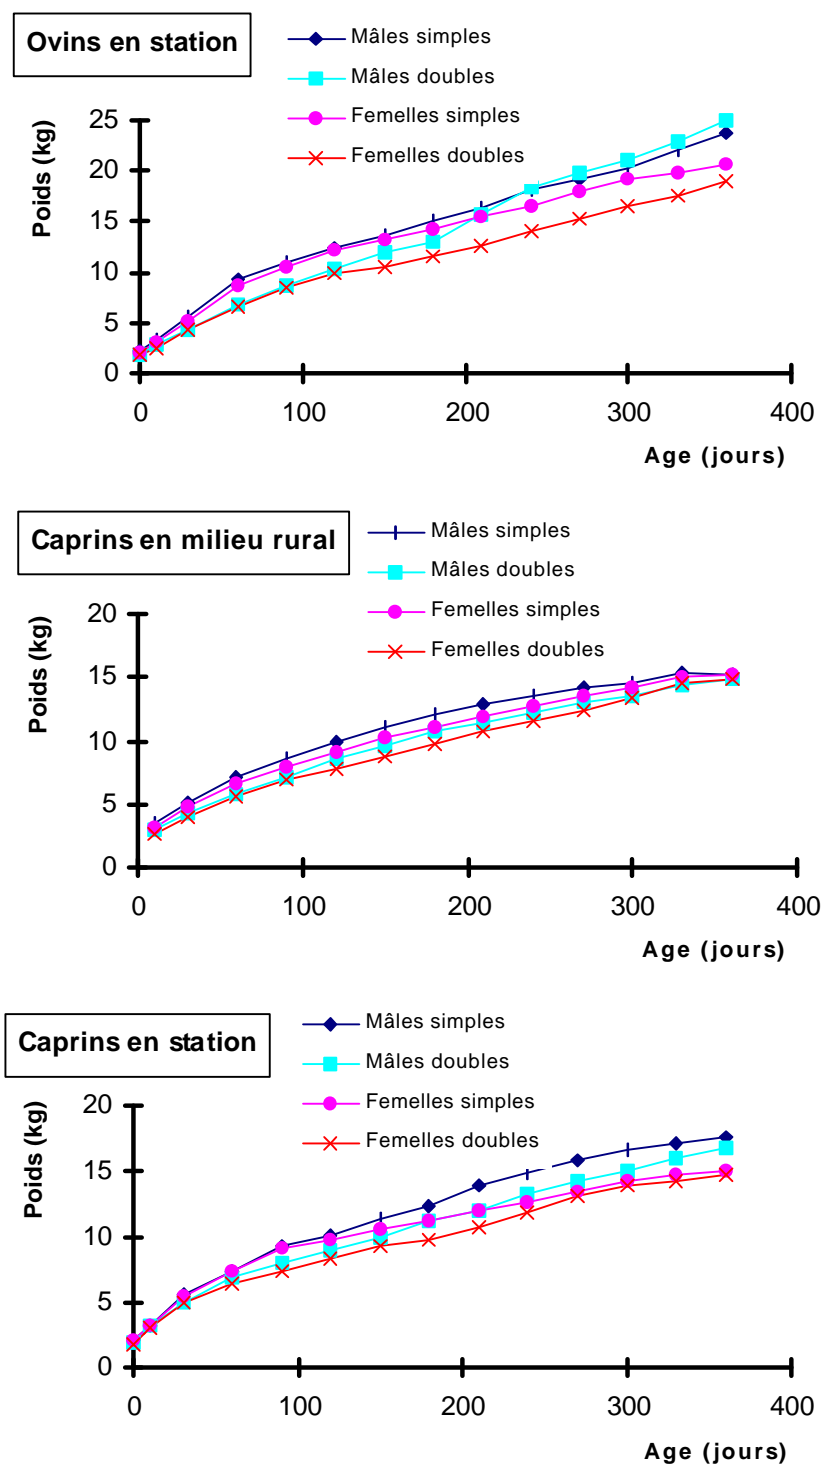 Ovins en station
Mâles simples
Mâles doubles
Femelles simples
Femelles doubles
Poids (kg)
25
20
15
10
5
0
0 100 200 300 400
Age (jours)
Caprins en milieu rural
Mâles simples
Mâles doubles
Femelles simples
Femelles doubles
Poids (kg)
20
15
10
5
0
0 100 200 300 400
Age (jours)
Caprins en station
Mâles simples
Mâles doubles
Femelles simples
Femelles doubles
Poids (kg)
20
15
10
5
0
0 100 200 300 400
Age (jours)